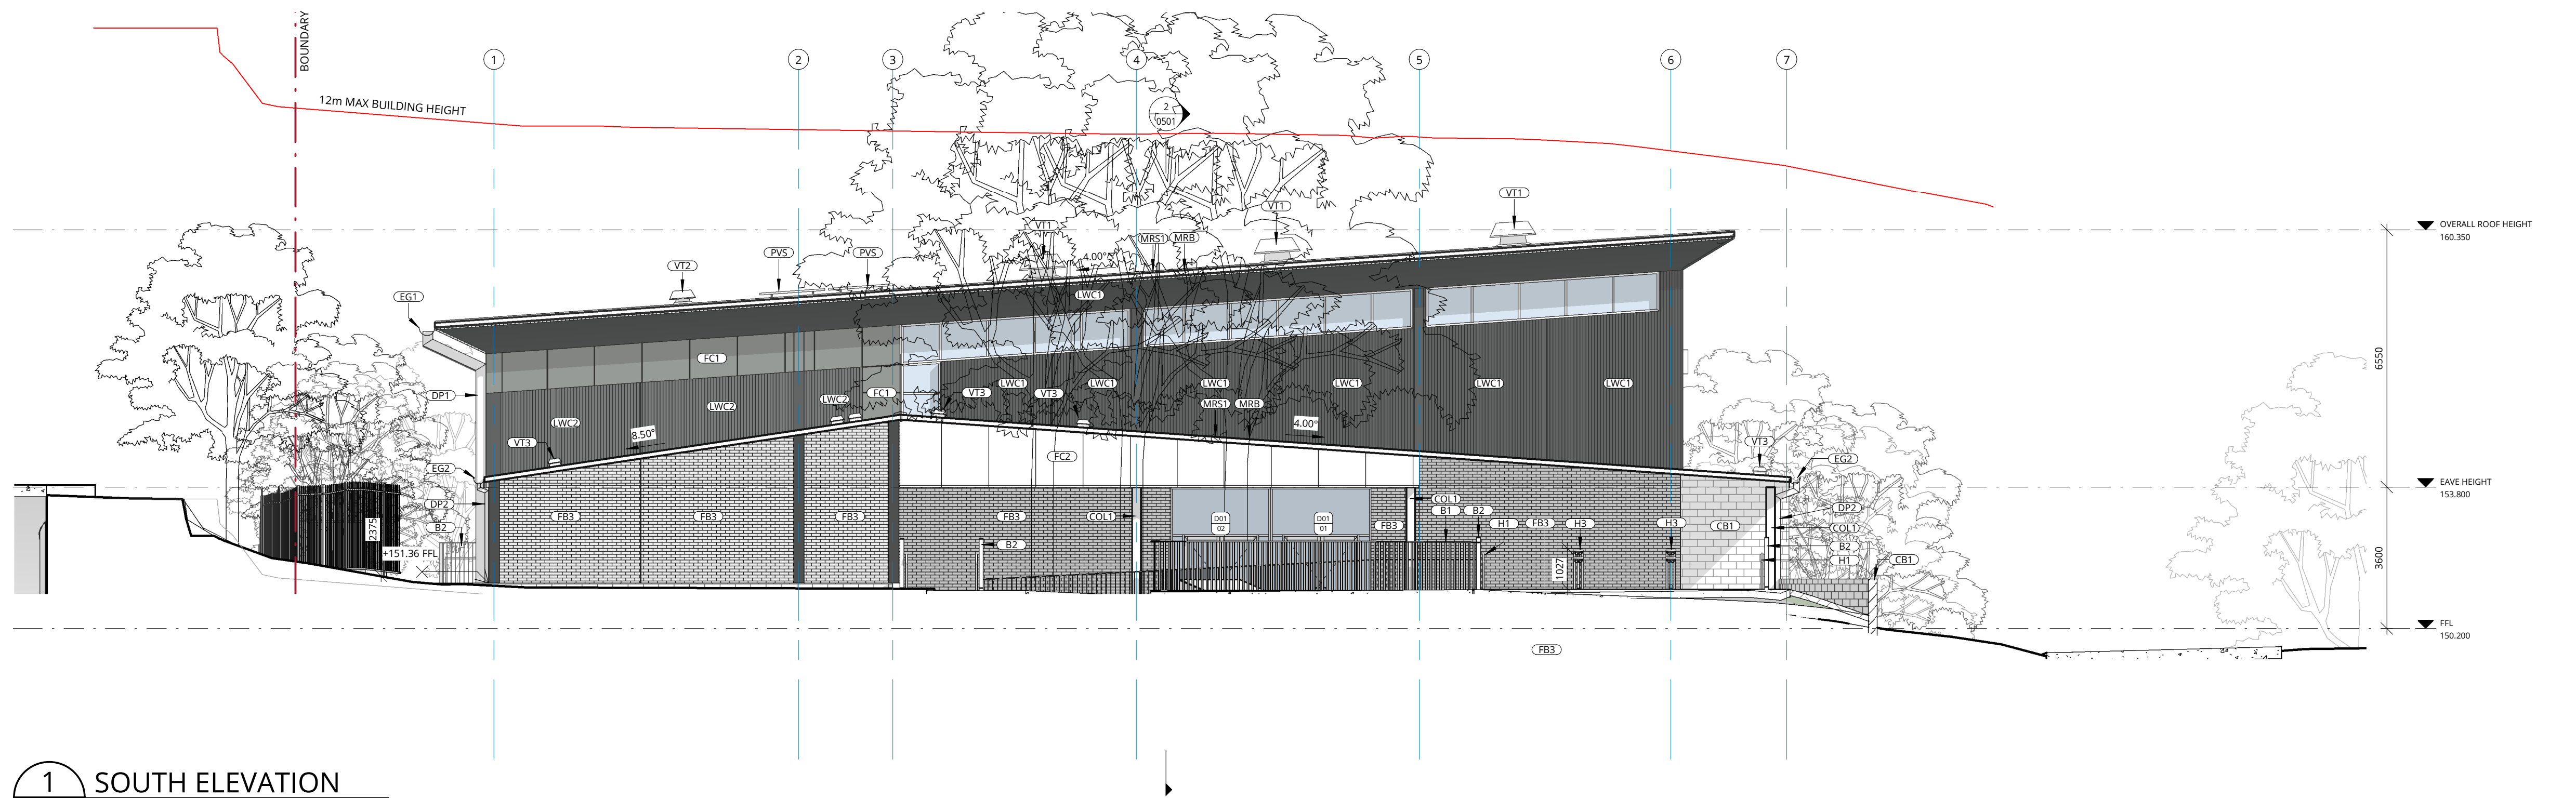 BOUNDARY
1
2
3
4
5
6
7
12m MAX BUILDING HEIGHT
2
0501
VT1
VT1
VT1
OVERALL ROOF HEIGHT
160.350
MRS1
MRB
PVS
PVS
4.00°
VT2
EG1
LWC1
FC1
6550
DP1
FC1
VT3
VT3
LWC1
LWC1
LWC1
LWC1
LWC1
LWC1
LWC2
LWC2
LWC2
MRS1
MRB
8.50°
4.00°
VT3
VT3
FC2
EG2
EG2
EAVE HEIGHT
153.800
DP2
COL1
B1
B2
DP2
FB3
FB3
FB3
FB3
COL1
D01
02
D01
01
FB3
H1
FB3
H3
H3
CB1
COL1
B2
2375
+151.36 FFL
B2
B2
H1
CB1
1027
3600
FFL
150.200
FB3
1
SOUTH ELEVATION